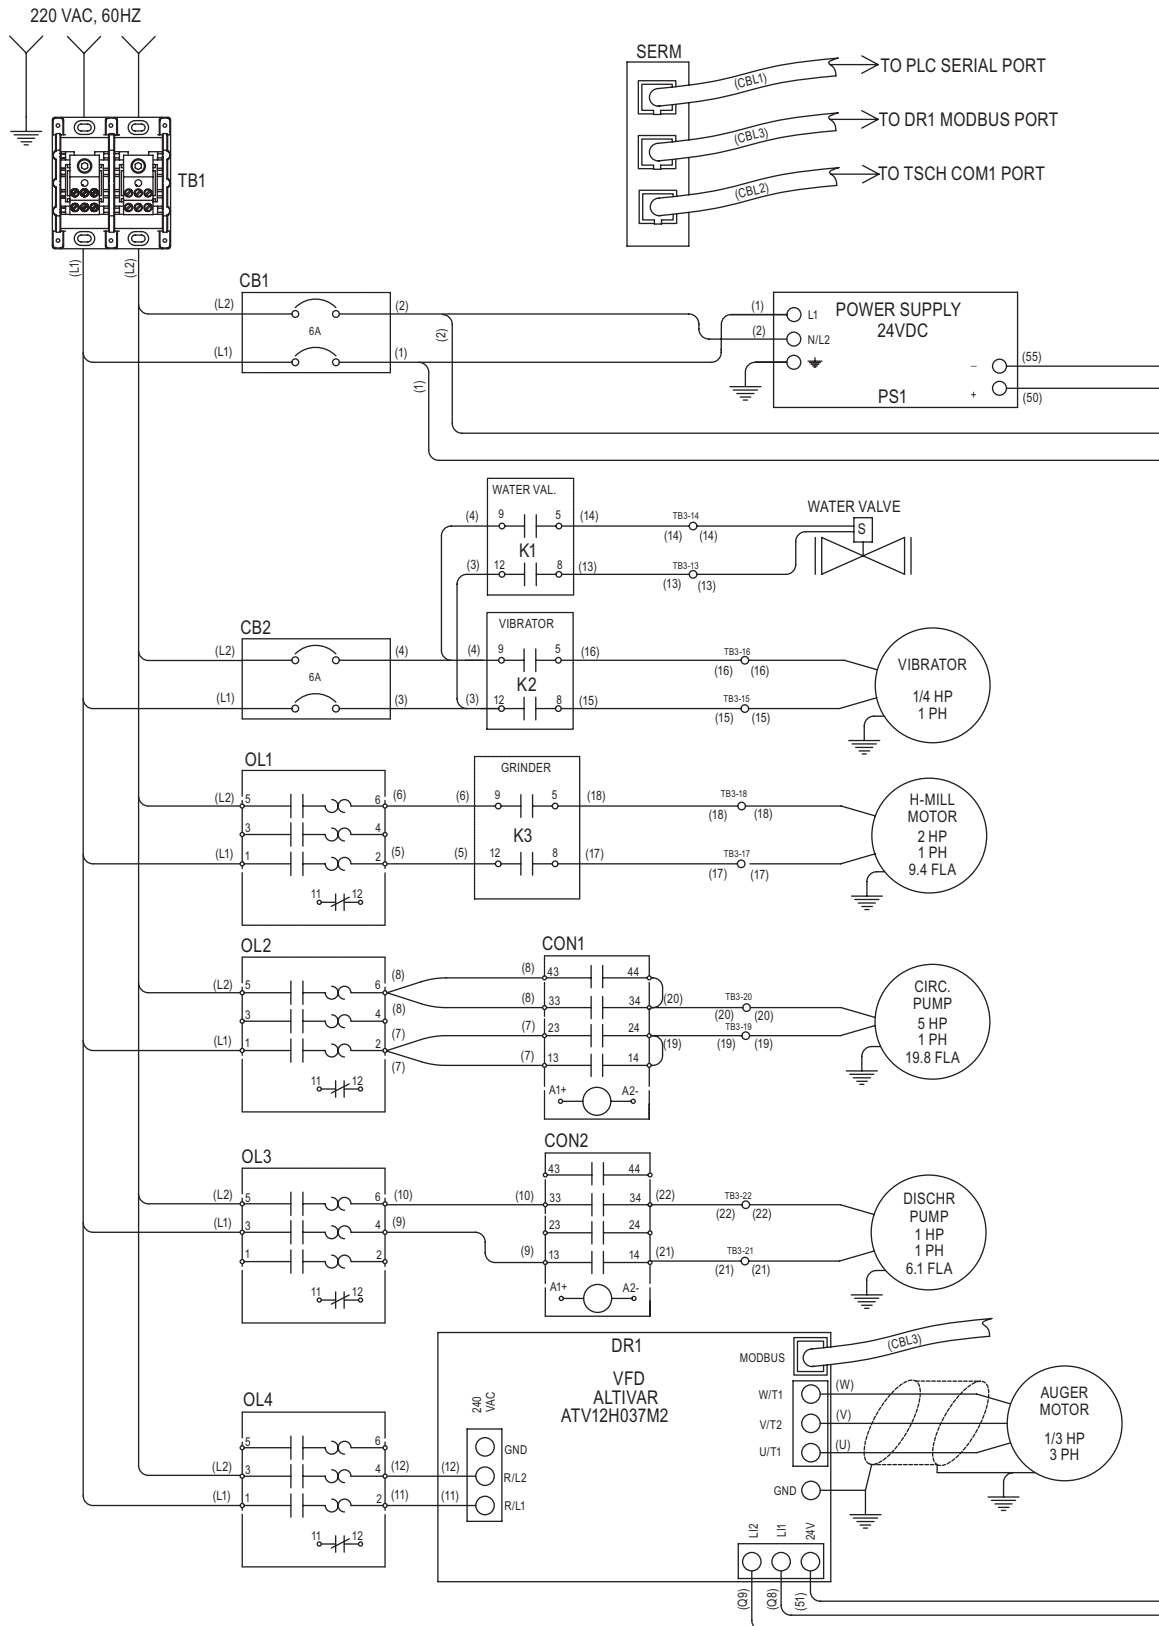 220 VAC, 60HZ
TB1
(L1)
(L2)
SERM
(CBL1)
TO PLC SERIAL PORT
(CBL3)
TO DR1 MODBUS PORT
(CBL2)
TO TSCH COM1 PORT
CB1
(L2)
6A
(2)
(L1)
(1)
(2)
(1)
(1)
L1
(2)
N/L2
POWER SUPPLY
24VDC
PS1
–
(55)
+
(50)
WATER VAL.
(4)
9
5
(14)
K1
(3)
12
8
(13)
TB3-14
(14)
(14)
TB3-13
(13)
(13)
WATER VALVE
S
CB2
(L2)
6A
(4)
(L1)
(3)
VIBRATOR
(4)
9
5
(16)
K2
(3)
12
8
(15)
TB3-16
(16)
(16)
TB3-15
(15)
(15)
VIBRATOR
1/4 HP
1 PH
OL1
(L2)
5
6
(6)
3
4
(L1)
1
2
(5)
11
12
GRINDER
(6)
9
5
(18)
K3
(5)
12
8
(17)
TB3-18
(18)
(18)
TB3-17
(17)
(17)
H-MILL
MOTOR
2 HP
1 PH
9.4 FLA
OL2
(L2)
5
6
(8)
(8)
3
4
(L1)
1
2
(7)
(7)
11
12
CON1
(8)
43
44
(8)
33
34
(20)
(7)
23
24
(19)
(7)
13
14
A1+
A2-
TB3-20
(20)
(20)
TB3-19
(19)
(19)
CIRC.
PUMP
5 HP
1 PH
19.8 FLA
OL3
(L2)
5
6
(10)
(L1)
3
4
(9)
1
2
11
12
CON2
43
44
(10)
33
34
(22)
23
24
(9)
13
14
(21)
A1+
A2-
TB3-22
(22)
(22)
TB3-21
(21)
(21)
DISCHR
PUMP
1 HP
1 PH
6.1 FLA
OL4
5
6
(L2)
3
4
(12)
(L1)
1
2
(11)
11
12
DR1
VFD
ALTIVAR
ATV12H037M2
240
VAC
GND
(12)
R/L2
(11)
R/L1
MODBUS
(CBL3)
W/T1
(W)
V/T2
(V)
U/T1
(U)
GND
LI2
LI1
24V
(Q9)
(Q8)
(51)
AUGER
MOTOR
1/3 HP
3 PH